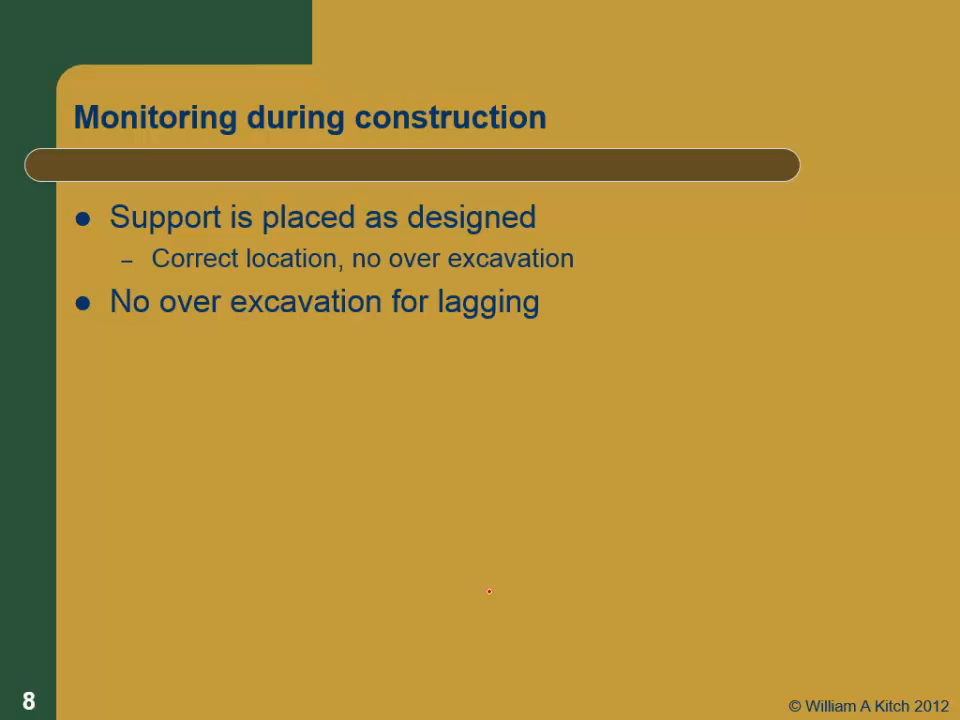 Monitoring during construction
● Support is placed as designed
– Correct location, no over excavation
● No over excavation for lagging
8
© William A Kitch 2012